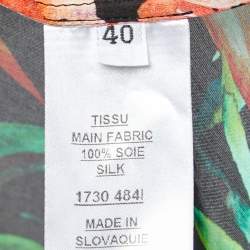 40
TISSU
MAIN FABRIC
100% SOIE
SILK
1730 484I
MADE IN
SLOVAQUIE